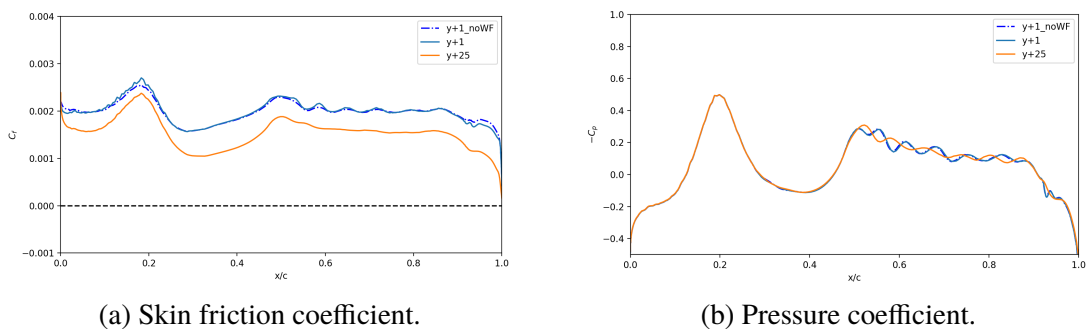 0.004
0.003
0.002
0.001
0.000
−0.001
C_f
0.0 0.2 0.4 0.6 0.8 1.0
x/c
y+1_noWF
y+1
y+25
(a) Skin friction coefficient.
1.0
0.8
0.6
0.4
0.2
0.0
−0.2
−0.4
−C_p
0.0 0.2 0.4 0.6 0.8 1.0
x/c
y+1_noWF
y+1
y+25
(b) Pressure coefficient.